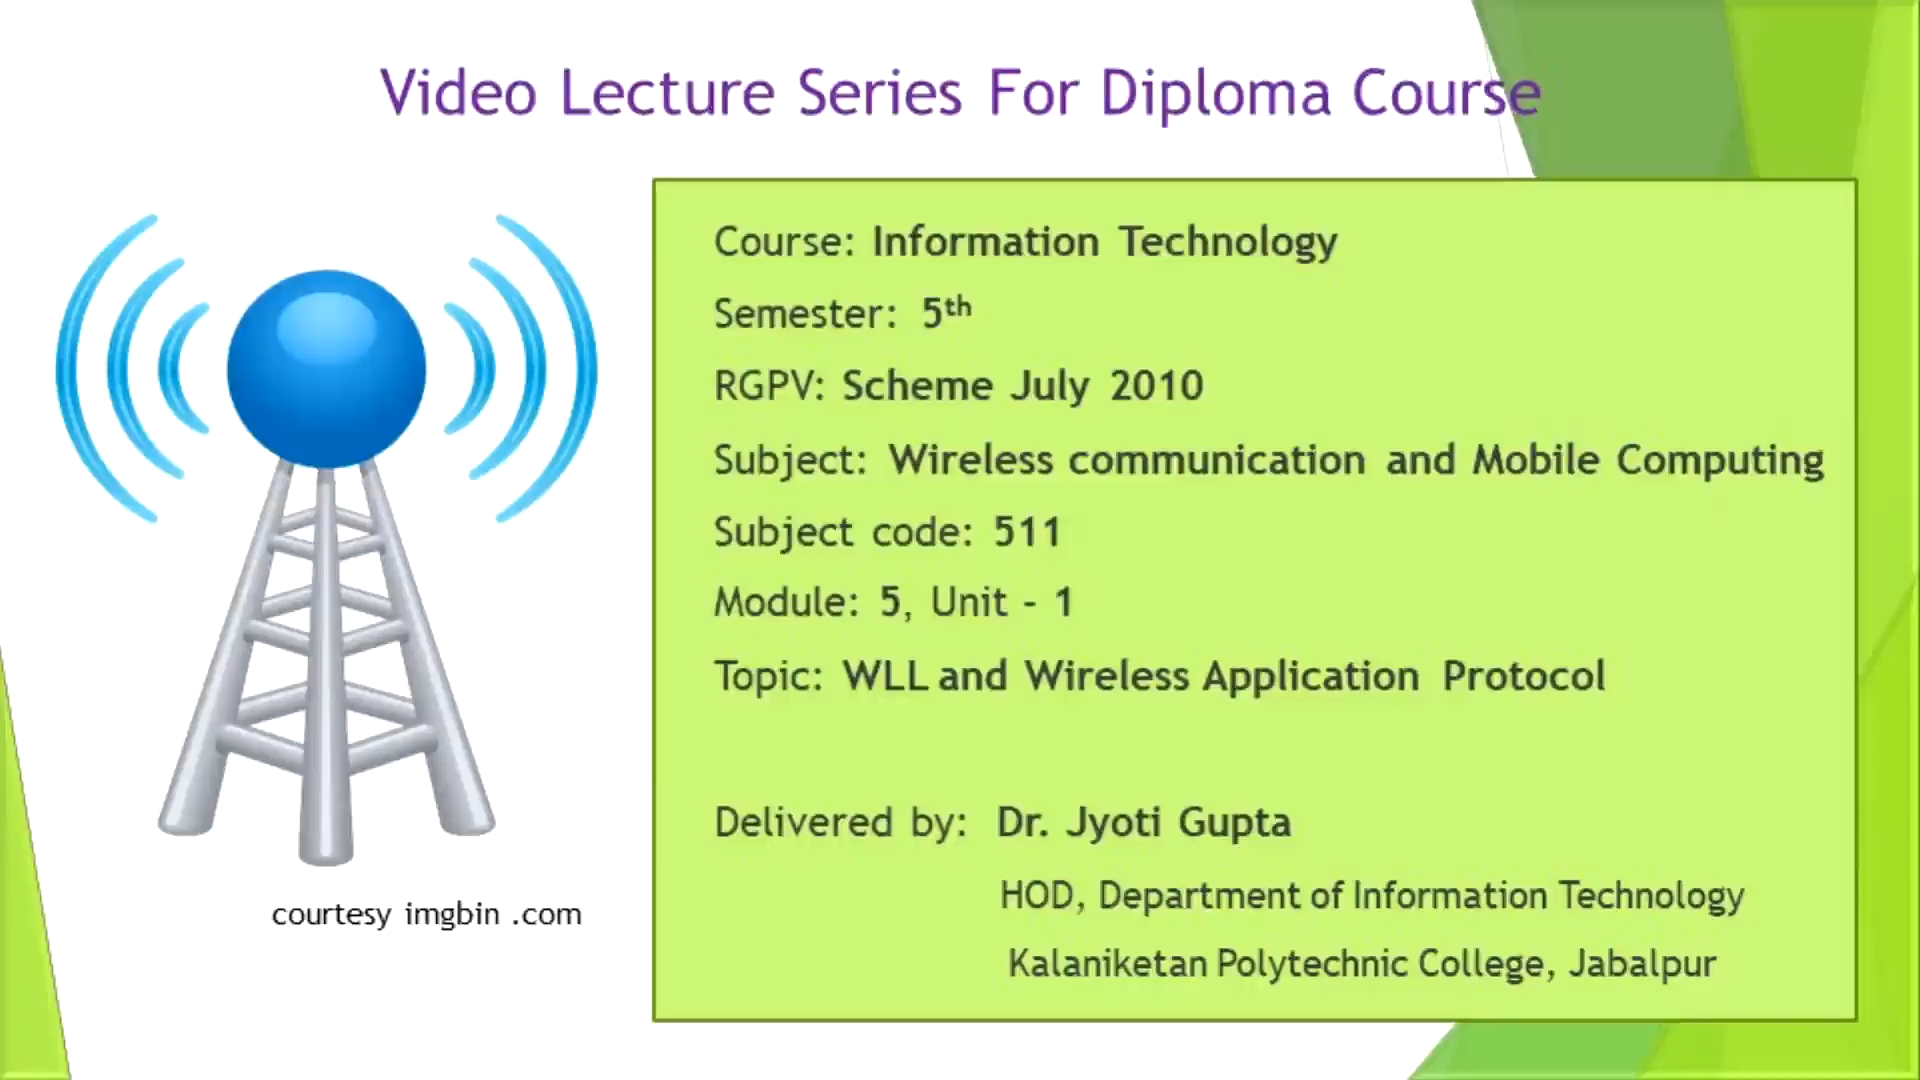 Video Lecture Series For Diploma Course
Course: Information Technology
Semester: 5th
RGPV: Scheme July 2010
Subject: Wireless communication and Mobile Computing
Subject code: 511
Module: 5, Unit - 1
Topic: WLL and Wireless Application Protocol
Delivered by: Dr. Jyoti Gupta
HOD, Department of Information Technology
Kalaniketan Polytechnic College, Jabalpur
courtesy imgbin .com